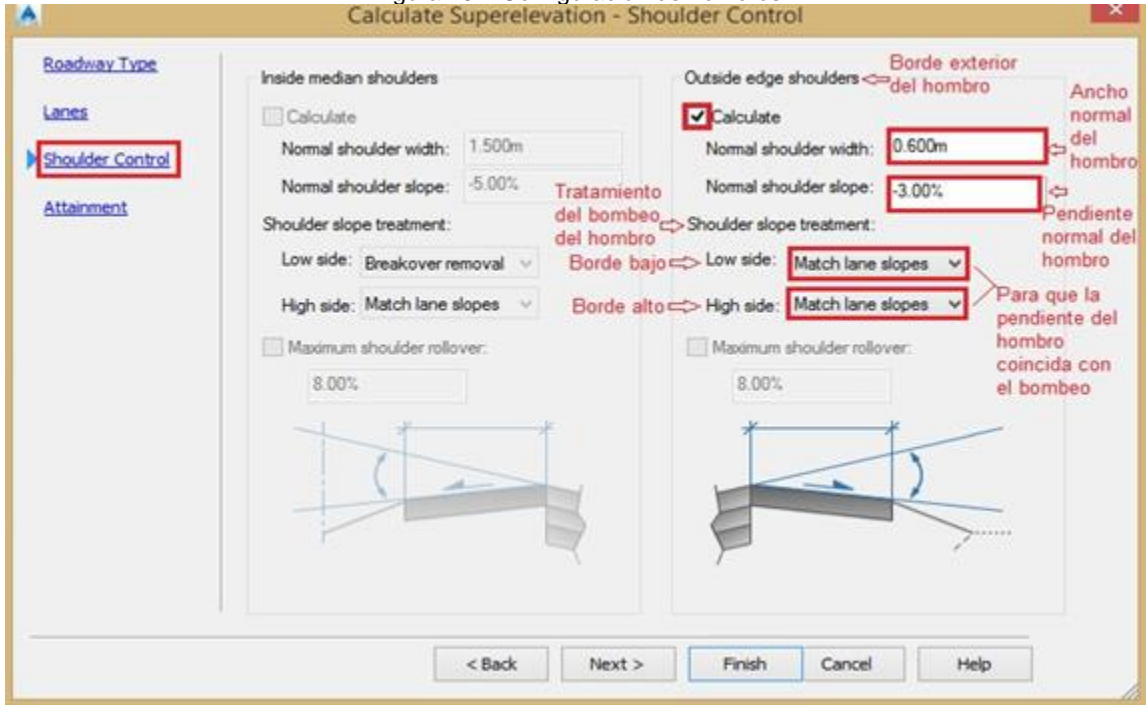 Calculate Superelevation - Shoulder Control
Roadway Type
Lanes
Shoulder Control
Attainment
Inside median shoulders
Calculate
Normal shoulder width: 1.500m
Normal shoulder slope: -5.00%
Shoulder slope treatment:
Low side: Breakover removal
High side: Match lane slopes
Maximum shoulder rollover:
8.00%
Outside edge shoulders
Borde exterior
del hombro
Calculate
Normal shoulder width: 0.600m
Ancho
normal
del
hombro
Normal shoulder slope: -3.00%
Pendiente
normal del
hombro
Tratamiento
del bombeo
del hombro
Shoulder slope treatment:
Borde bajo
Low side: Match lane slopes
Borde alto
High side: Match lane slopes
Para que la
pendiente del
hombro
coincida con
el bombeo
Maximum shoulder rollover:
8.00%
< Back
Next >
Finish
Cancel
Help